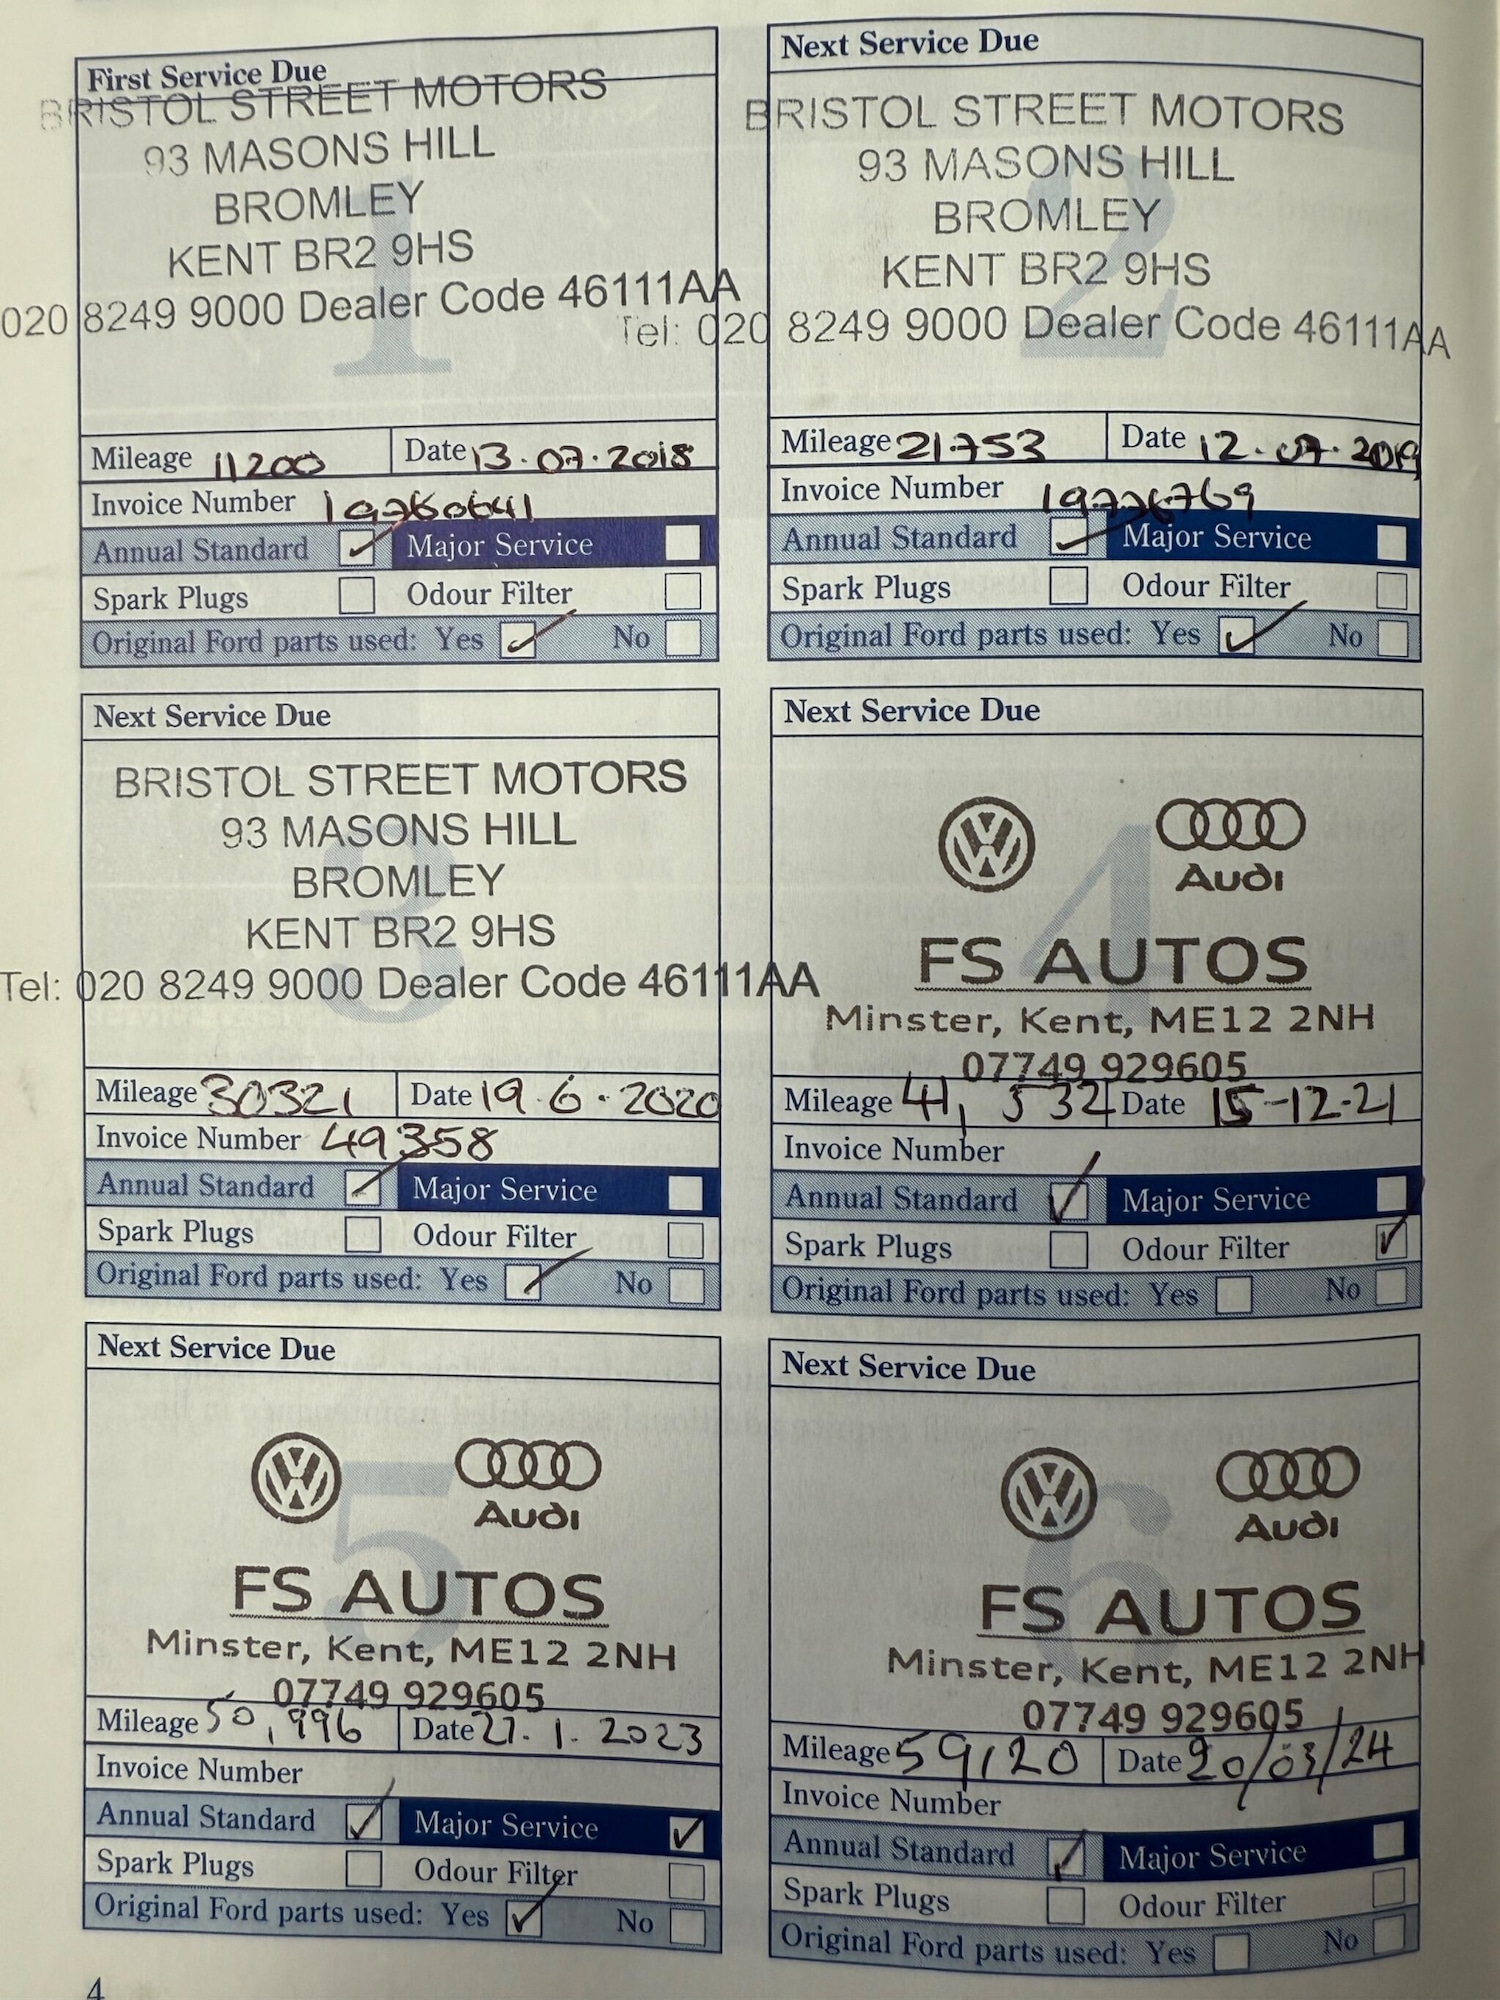 First Service Due
BRISTOL STREET MOTORS
93 MASONS HILL
BROMLEY
KENT BR2 9HS
020 8249 9000 Dealer Code 46111AA
Mileage 11200 Date 13.07.2018
Invoice Number
Annual Standard Major Service
Spark Plugs Odour Filter
Original Ford parts used: Yes No
Next Service Due
BRISTOL STREET MOTORS
93 MASONS HILL
BROMLEY
KENT BR2 9HS
Tel: 020 8249 9000 Dealer Code 46111AA
Mileage 21753 Date 12.07.2019
Invoice Number
Annual Standard Major Service
Spark Plugs Odour Filter
Original Ford parts used: Yes No
Next Service Due
BRISTOL STREET MOTORS
93 MASONS HILL
BROMLEY
KENT BR2 9HS
Tel: 020 8249 9000 Dealer Code 46111AA
Mileage 30321 Date 19.6.2020
Invoice Number 49358
Annual Standard Major Service
Spark Plugs Odour Filter
Original Ford parts used: Yes No
Next Service Due
Audi
FS AUTOS
Minster, Kent, ME12 2NH
07749 929605
Mileage 41,532 Date 15-12-21
Invoice Number
Annual Standard Major Service
Spark Plugs Odour Filter
Original Ford parts used: Yes No
Next Service Due
Audi
FS AUTOS
Minster, Kent, ME12 2NH
07749 929605
Mileage 50,996 Date 27.1.2023
Invoice Number
Annual Standard Major Service
Spark Plugs Odour Filter
Original Ford parts used: Yes No
Next Service Due
Audi
FS AUTOS
Minster, Kent, ME12 2NH
07749 929605
Mileage 59120 Date 20/03/24
Invoice Number
Annual Standard Major Service
Spark Plugs Odour Filter
Original Ford parts used: Yes No
4